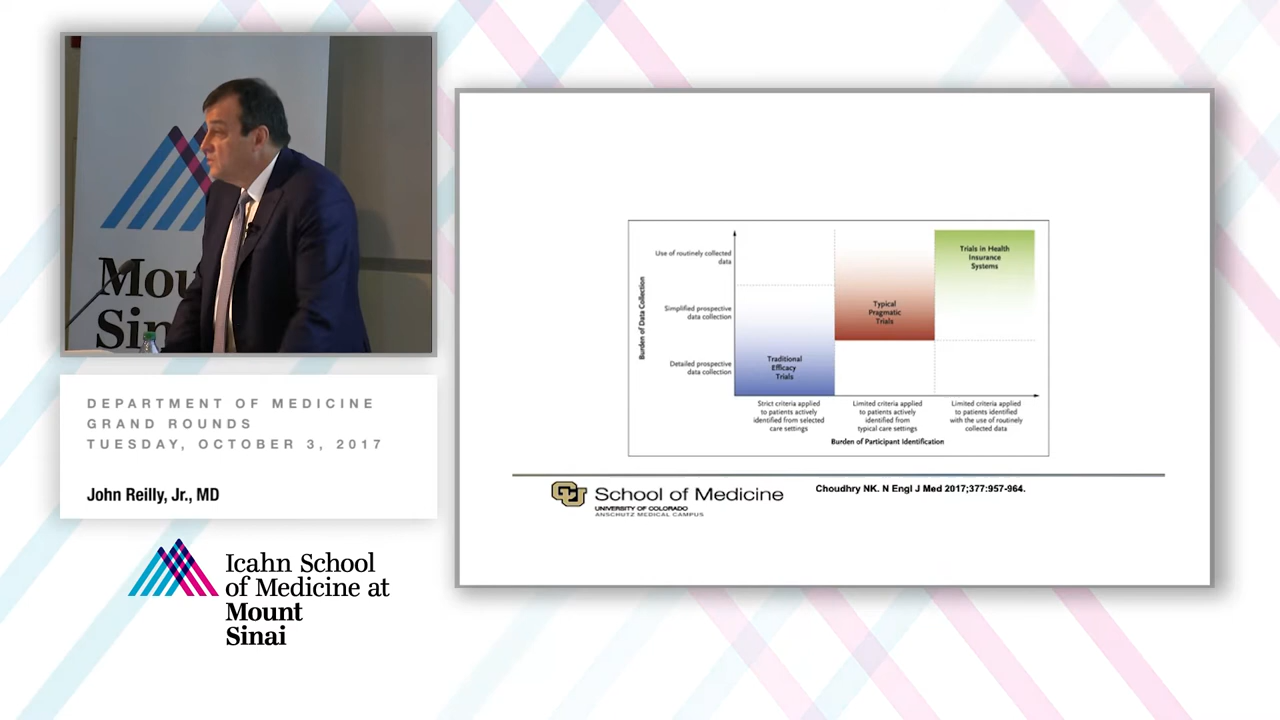 Mount
Sinai
DEPARTMENT OF MEDICINE
GRAND ROUNDS
TUESDAY, OCTOBER 3, 2017
John Reilly, Jr., MD
Icahn School
of Medicine at
Mount
Sinai
Burden of Data Collection
Use of routinely collected
data
Simplified prospective
data collection
Detailed prospective
data collection
Traditional
Efficacy
Trials
Typical
Pragmatic
Trials
Trials in Health
Insurance
Systems
Strict criteria applied
to patients actively
identified from selected
care settings
Limited criteria applied
to patients actively
identified from
typical care settings
Limited criteria applied
to patients identified
with the use of routinely
collected data
Burden of Participant Identification
CU
School of Medicine
UNIVERSITY OF COLORADO
ANSCHUTZ MEDICAL CAMPUS
Choudhry NK. N Engl J Med 2017;377:957-964.